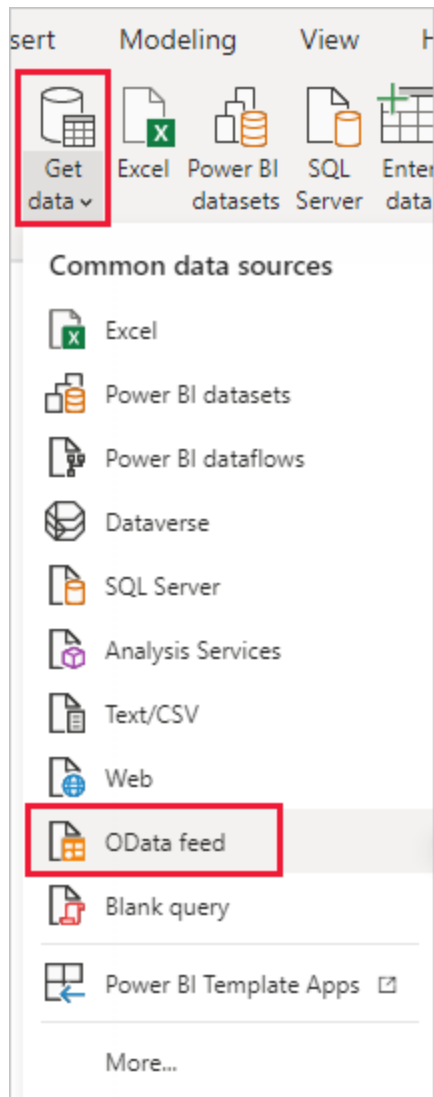 sert Modeling View H
Get Excel Power BI SQL Enter
data datasets Server data
Common data sources
Excel
Power BI datasets
Power BI dataflows
Dataverse
SQL Server
Analysis Services
Text/CSV
Web
OData feed
Blank query
Power BI Template Apps
More...